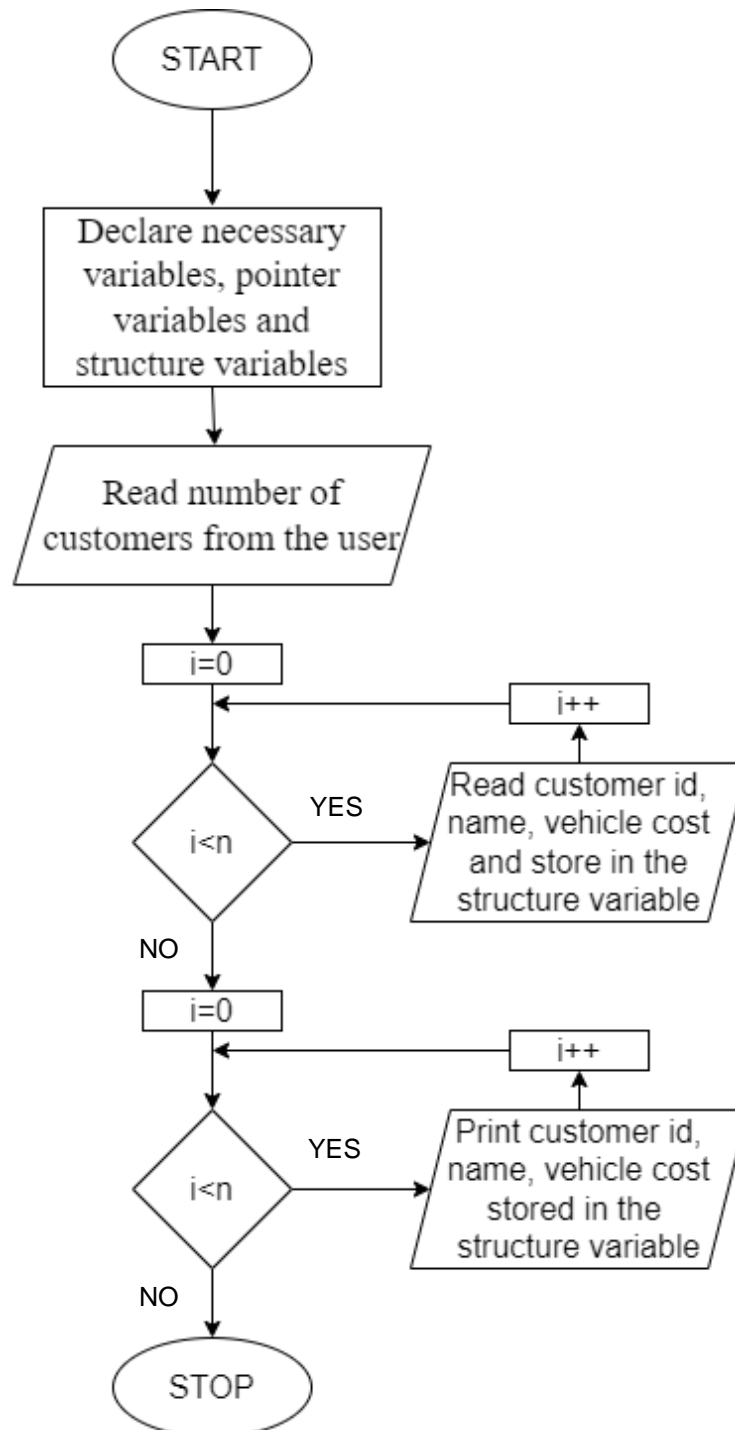 START
Declare necessary
variables, pointer
variables and
structure variables
Read number of
customers from the user
i=0
i++
i<n
YES
Read customer id,
name, vehicle cost
and store in the
structure variable
NO
i=0
i++
i<n
YES
Print customer id,
name, vehicle cost
stored in the
structure variable
NO
STOP